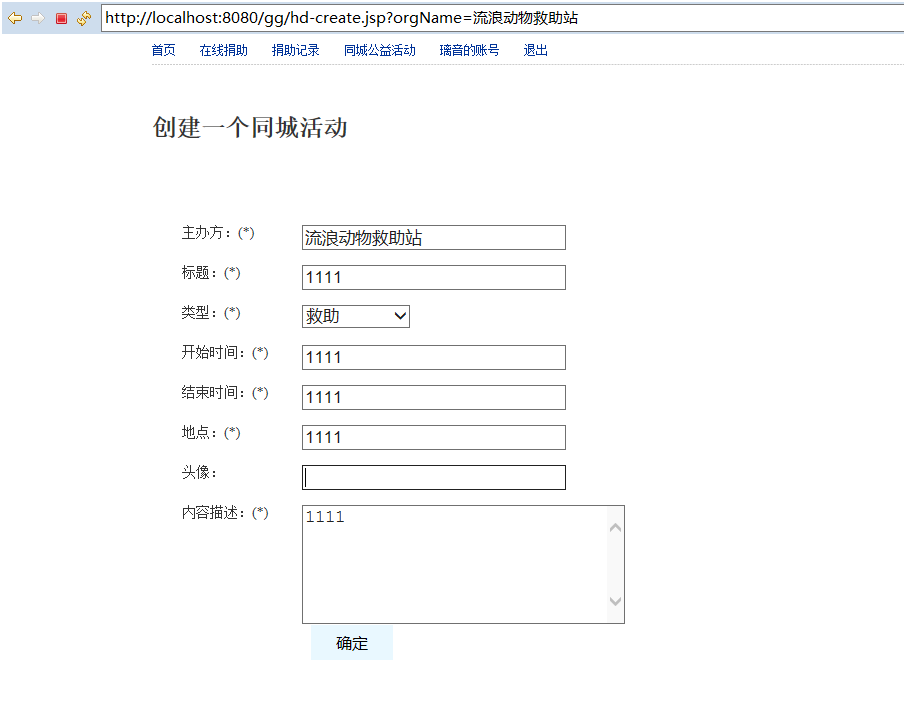 http://localhost:8080/gg/hd-create.jsp?orgName=流浪动物救助站
首页 在线捐助 捐助记录 同城公益活动 璃音的账号 退出
创建一个同城活动
主办方：(*) 流浪动物救助站
标题：(*) 1111
类型：(*) 救助
开始时间：(*) 1111
结束时间：(*) 1111
地点：(*) 1111
头像：
内容描述：(*) 1111
确定